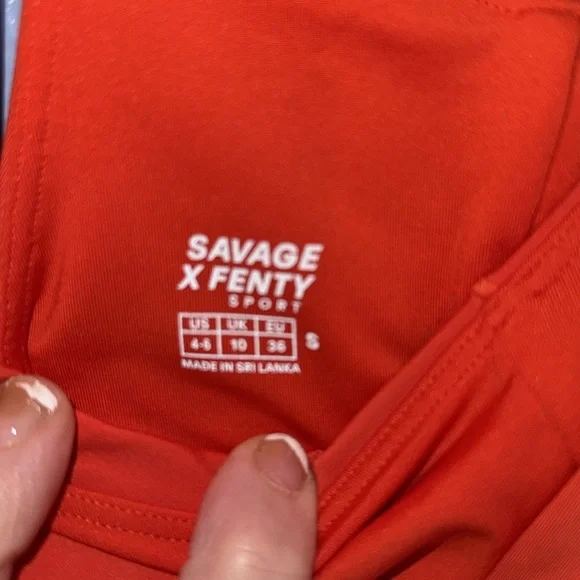 SAVAGE
X FENTY
SPORT
US UK EU
4-6 10 36 S
MADE IN SRI LANKA